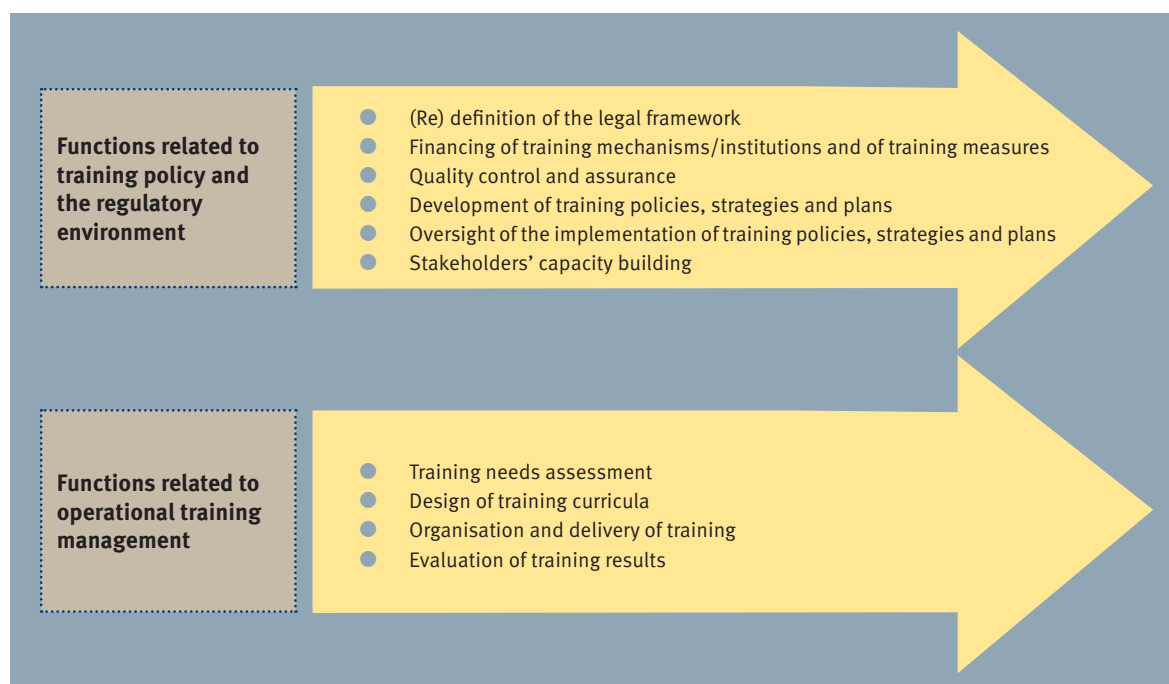 Functions related to
training policy and
the regulatory
environment
(Re) definition of the legal framework
Financing of training mechanisms/institutions and of training measures
Quality control and assurance
Development of training policies, strategies and plans
Oversight of the implementation of training policies, strategies and plans
Stakeholders’ capacity building
Functions related to
operational training
management
Training needs assessment
Design of training curricula
Organisation and delivery of training
Evaluation of training results